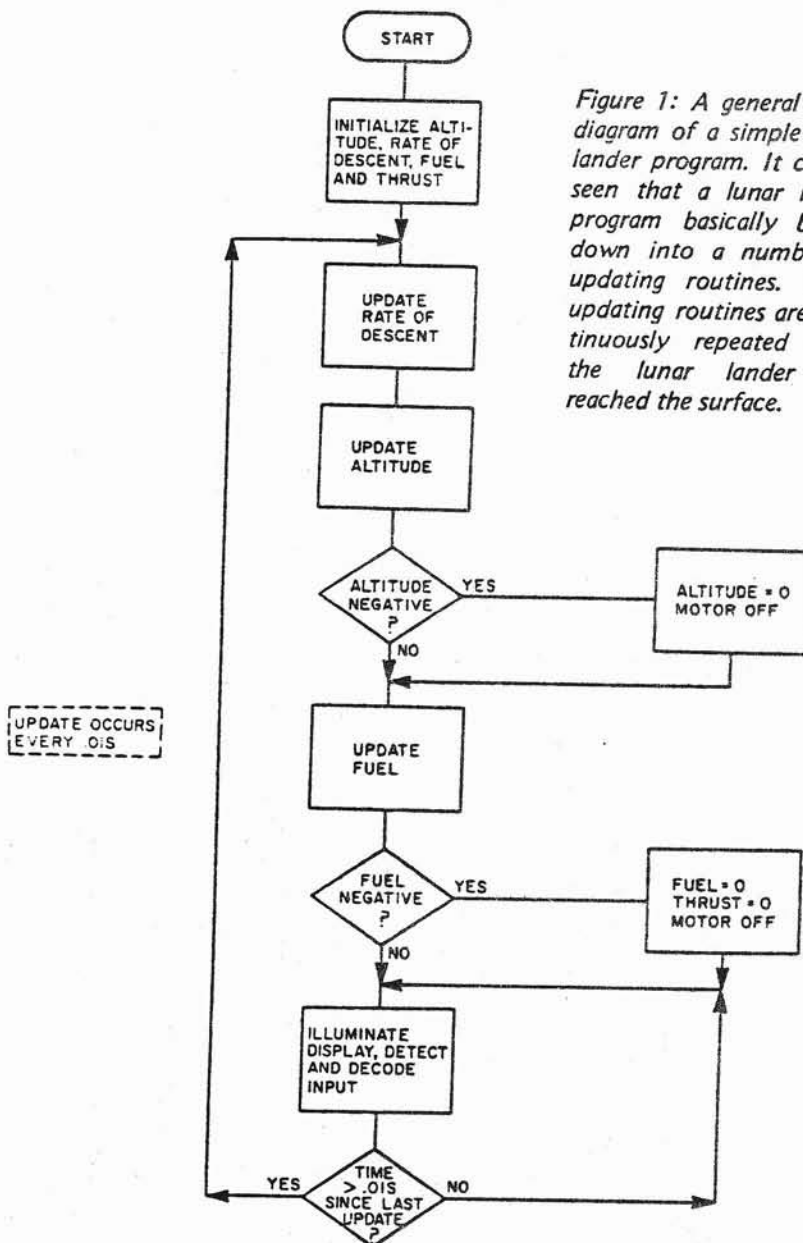 START
Figure 1: A general
diagram of a simple
lander program. It c
seen that a lunar
program basically
down into a numb
updating routines.
updating routines are
tinuously repeated
the lunar lander
reached the surface.
INITIALIZE ALTI-
TUDE, RATE OF
DESCENT, FUEL
AND THRUST
UPDATE
RATE OF
DESCENT
UPDATE
ALTITUDE
ALTITUDE
NEGATIVE
?
YES
NO
ALTITUDE = 0
MOTOR OFF
UPDATE OCCURS
EVERY .01S
UPDATE
FUEL
FUEL
NEGATIVE
?
YES
NO
FUEL = 0
THRUST = 0
MOTOR OFF
ILLUMINATE
DISPLAY, DETECT
AND DECODE
INPUT
YES
TIME
> .01S
SINCE LAST
UPDATE
?
NO